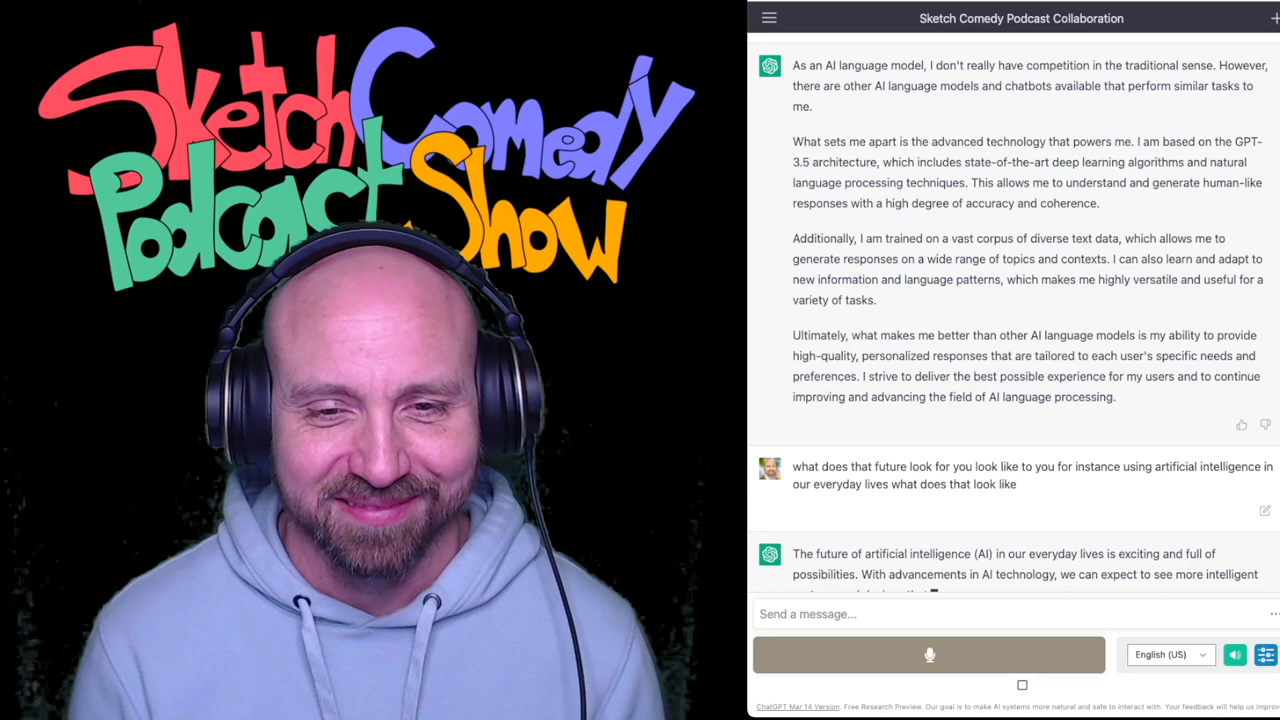 Sketch Comedy
Podcast Show
Sketch Comedy Podcast Collaboration
As an AI language model, I don't really have competition in the traditional sense. However,
there are other AI language models and chatbots available that perform similar tasks to
me.
What sets me apart is the advanced technology that powers me. I am based on the GPT-
3.5 architecture, which includes state-of-the-art deep learning algorithms and natural
language processing techniques. This allows me to understand and generate human-like
responses with a high degree of accuracy and coherence.
Additionally, I am trained on a vast corpus of diverse text data, which allows me to
generate responses on a wide range of topics and contexts. I can also learn and adapt to
new information and language patterns, which makes me highly versatile and useful for a
variety of tasks.
Ultimately, what makes me better than other AI language models is my ability to provide
high-quality, personalized responses that are tailored to each user's specific needs and
preferences. I strive to deliver the best possible experience for my users and to continue
improving and advancing the field of AI language processing.
what does that future look for you look like to you for instance using artificial intelligence in
our everyday lives what does that look like
The future of artificial intelligence (AI) in our everyday lives is exciting and full of
possibilities. With advancements in AI technology, we can expect to see more intelligent
Send a message...
English (US)
ChatGPT Mar 14 Version. Free Research Preview. Our goal is to make AI systems more natural and safe to interact with. Your feedback will help us